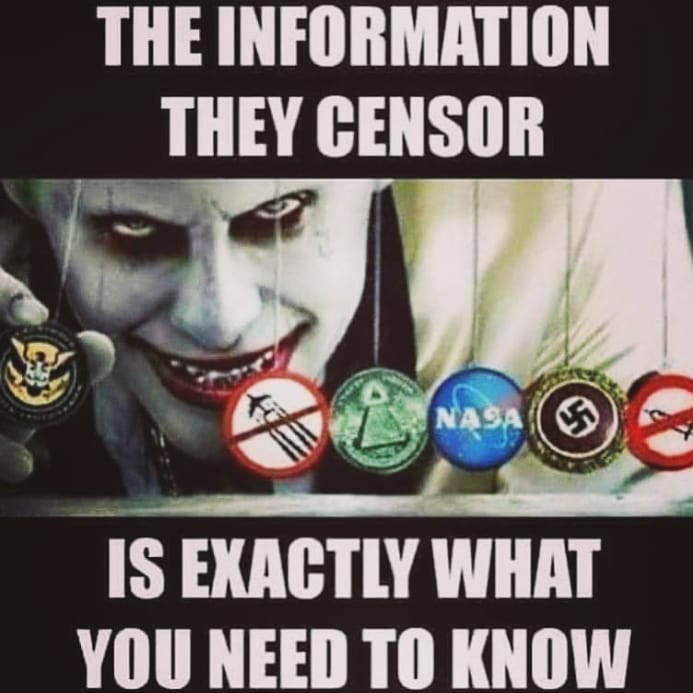 THE INFORMATION
THEY CENSOR
NASA
IS EXACTLY WHAT
YOU NEED TO KNOW